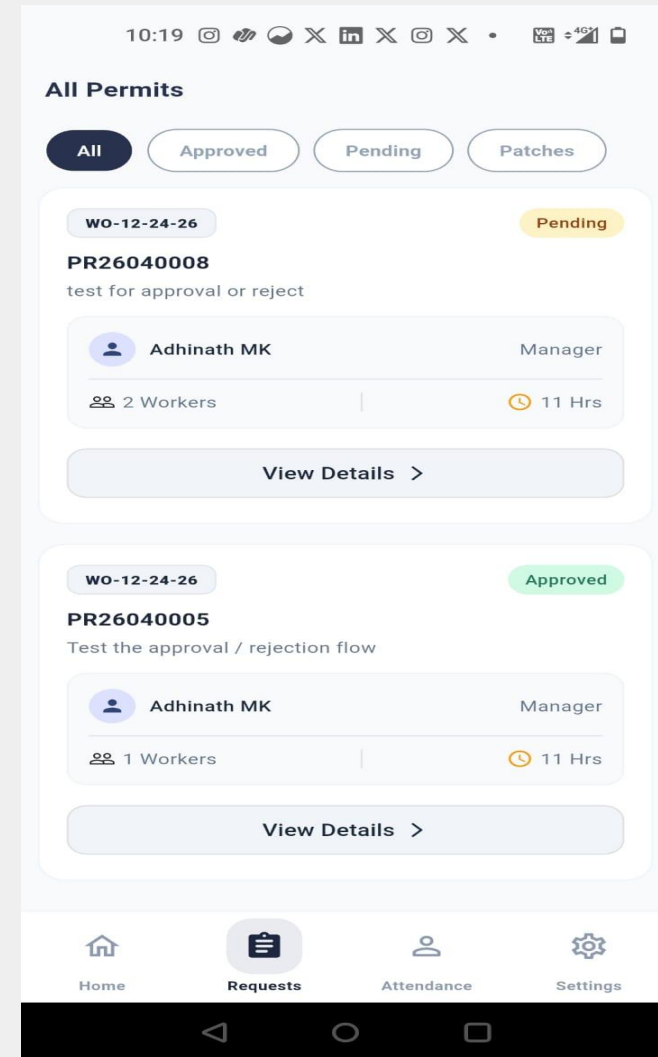 10:19
VoLTE 4G+
All Permits
All Approved Pending Patches
WO-12-24-26 Pending
PR26040008
test for approval or reject
Adhinath MK Manager
2 Workers 11 Hrs
View Details >
WO-12-24-26 Approved
PR26040005
Test the approval / rejection flow
Adhinath MK Manager
1 Workers 11 Hrs
View Details >
Home Requests Attendance Settings